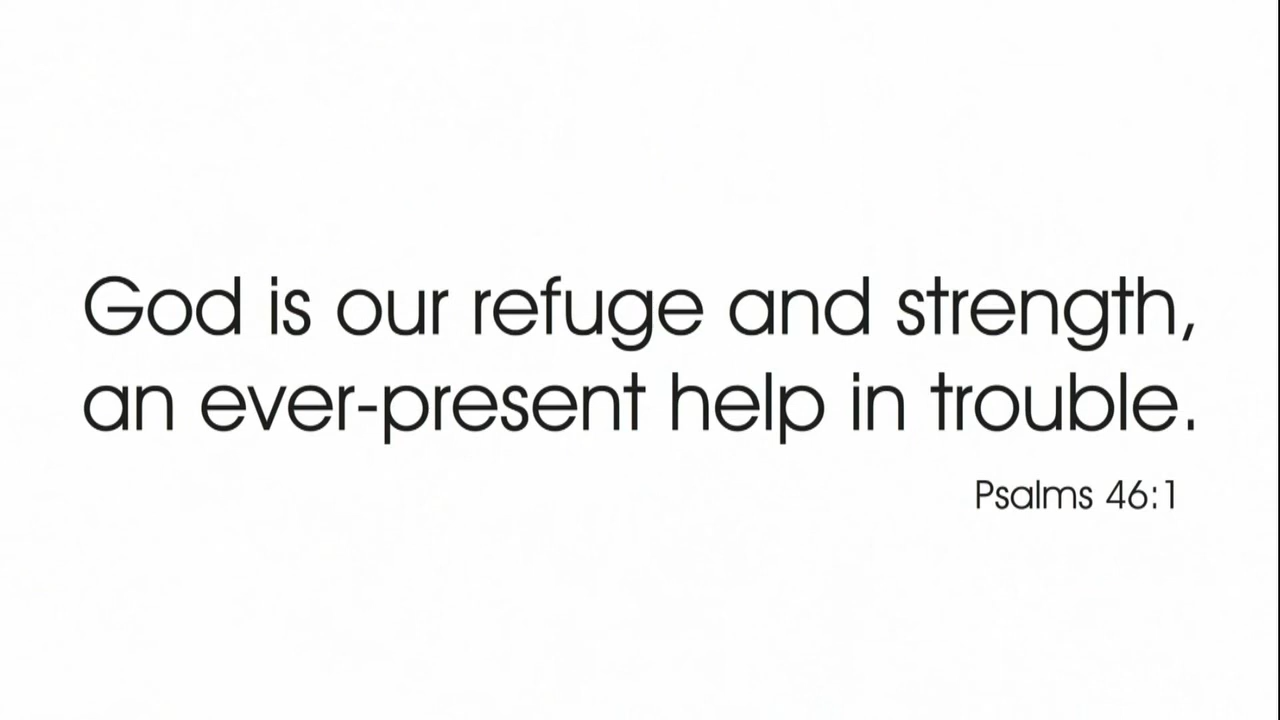 God is our refuge and strength,
an ever-present help in trouble.
Psalms 46:1